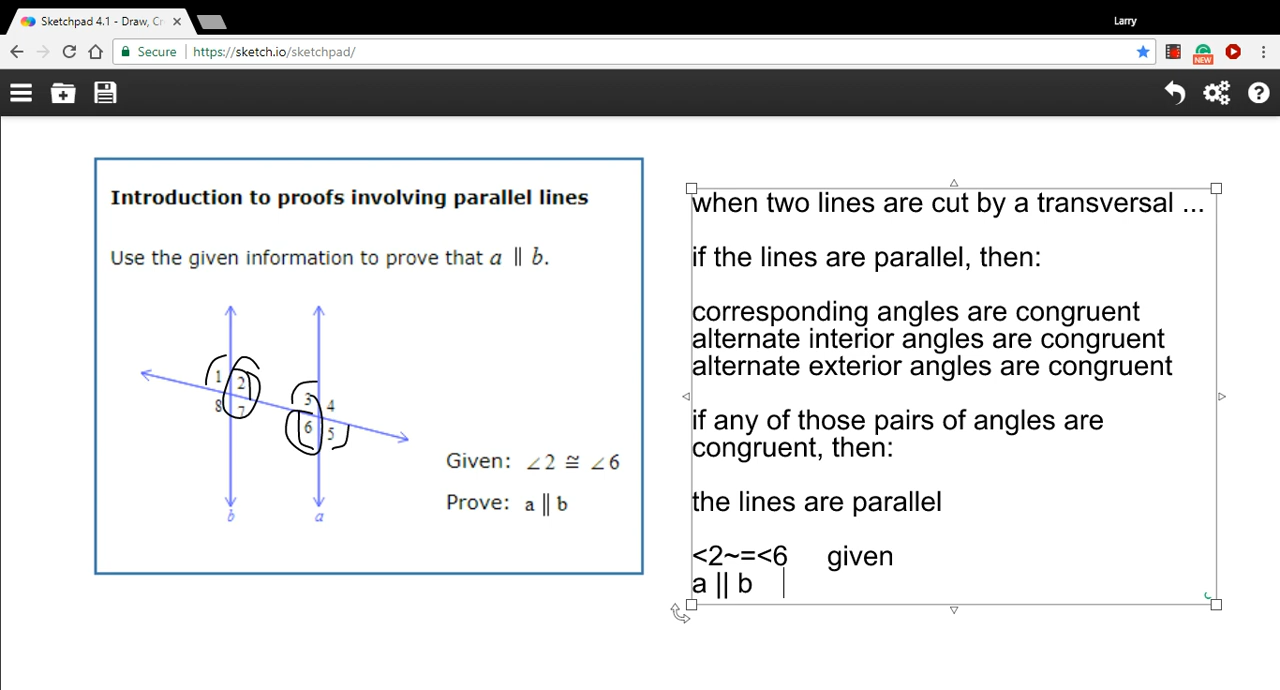 Sketchpad 4.1 - Draw, Cr
Larry
Secure https://sketch.io/sketchpad/
NEW
Introduction to proofs involving parallel lines
Use the given information to prove that a ∥ b.
1 2
8 7
3 4
6 5
b a
Given: ∠2 ≅ ∠6
Prove: a ∥ b
when two lines are cut by a transversal ...
if the lines are parallel, then:
corresponding angles are congruent
alternate interior angles are congruent
alternate exterior angles are congruent
if any of those pairs of angles are
congruent, then:
the lines are parallel
<2~=<6 given
a || b